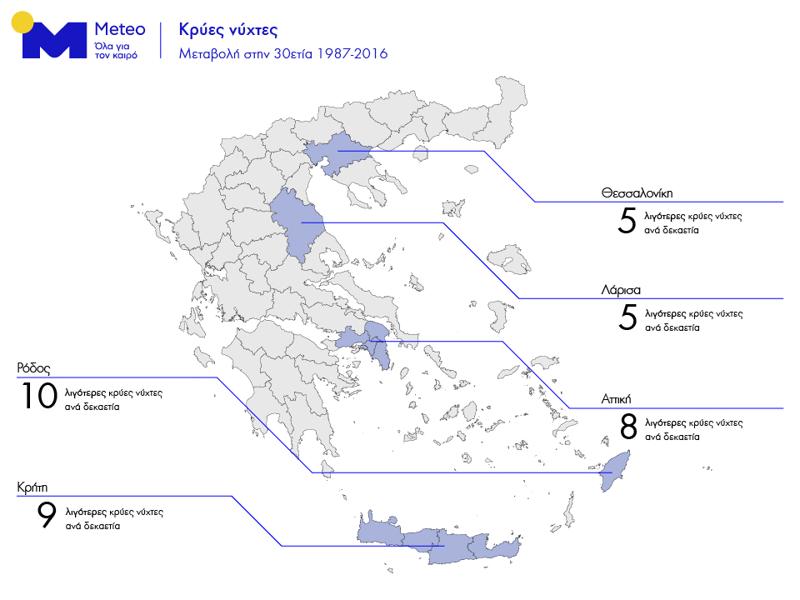 Meteo
Όλα για
τον καιρό
Κρύες νύχτες
Μεταβολή στην 30ετία 1987-2016
Θεσσαλονίκη
5 λιγότερες κρύες νύχτες
ανά δεκαετία
Λάρισα
5 λιγότερες κρύες νύχτες
ανά δεκαετία
Ρόδος
10 λιγότερες κρύες νύχτες
ανά δεκαετία
Αττική
8 λιγότερες κρύες νύχτες
ανά δεκαετία
Κρήτη
9 λιγότερες κρύες νύχτες
ανά δεκαετία